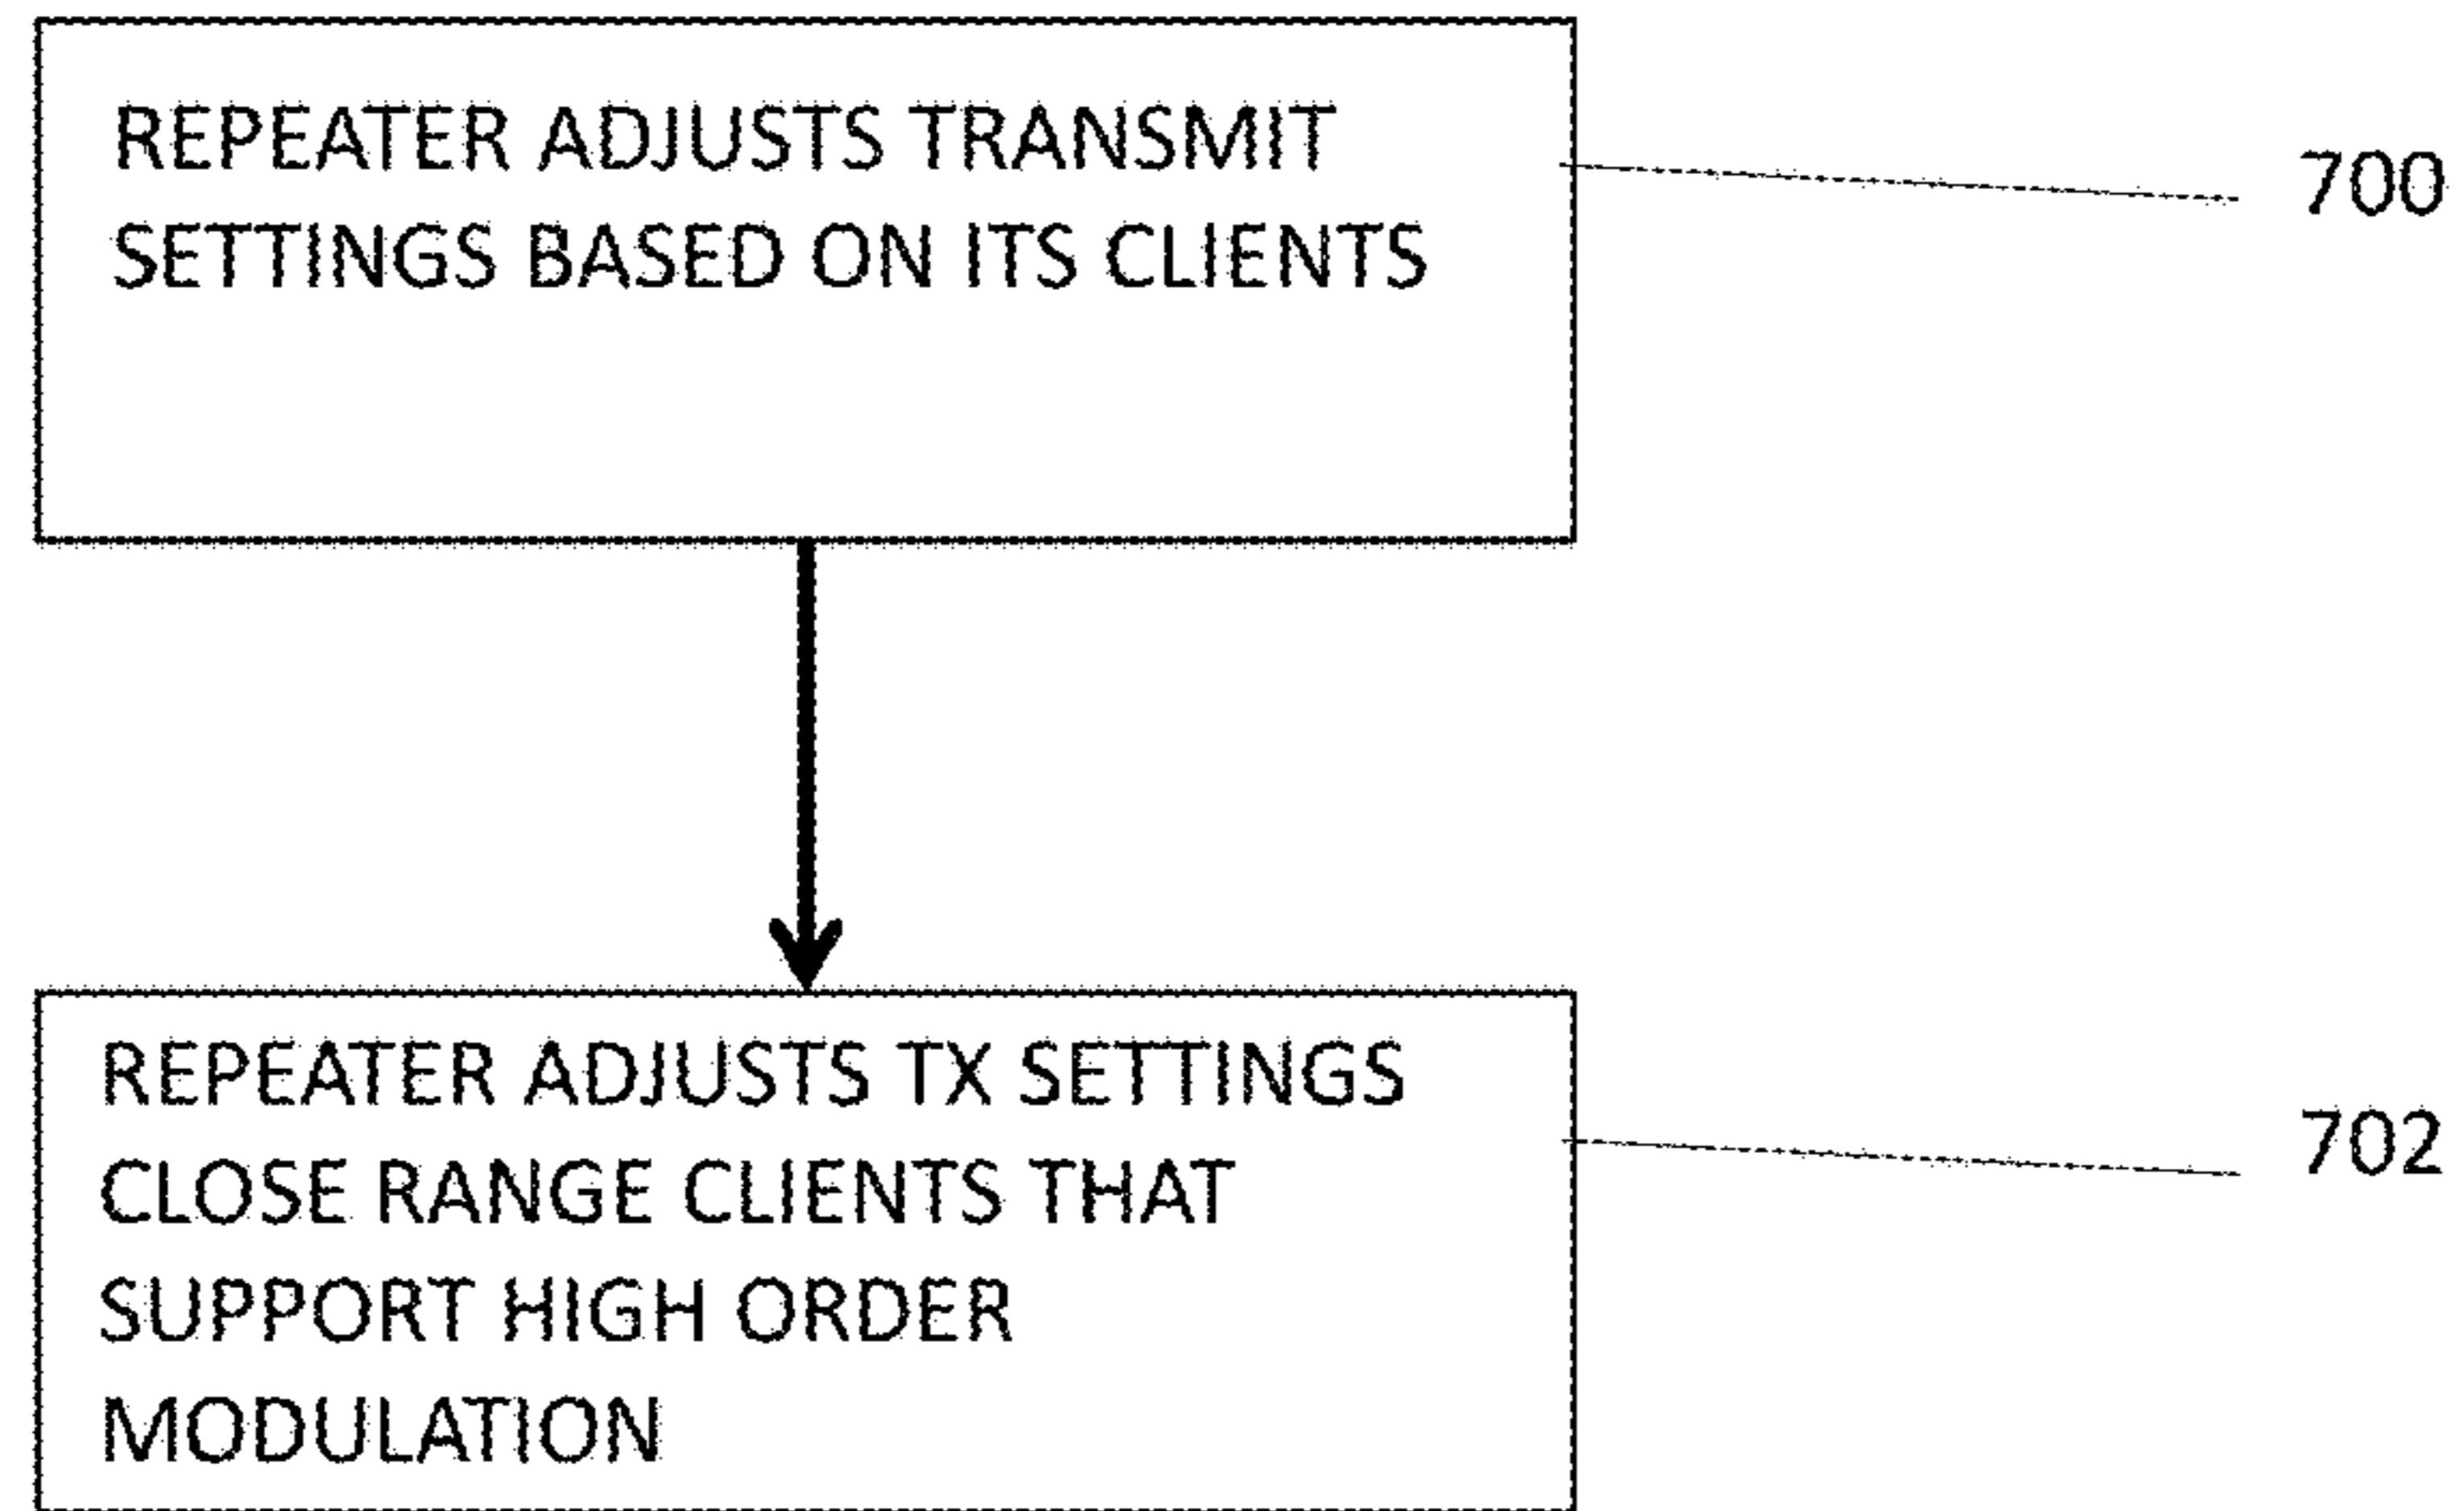 REPEATER ADJUSTS TRANSMIT
SETTINGS BASED ON ITS CLIENTS
700
REPEATER ADJUSTS TX SETTINGS
CLOSE RANGE CLIENTS THAT
SUPPORT HIGH ORDER
MODULATION
702